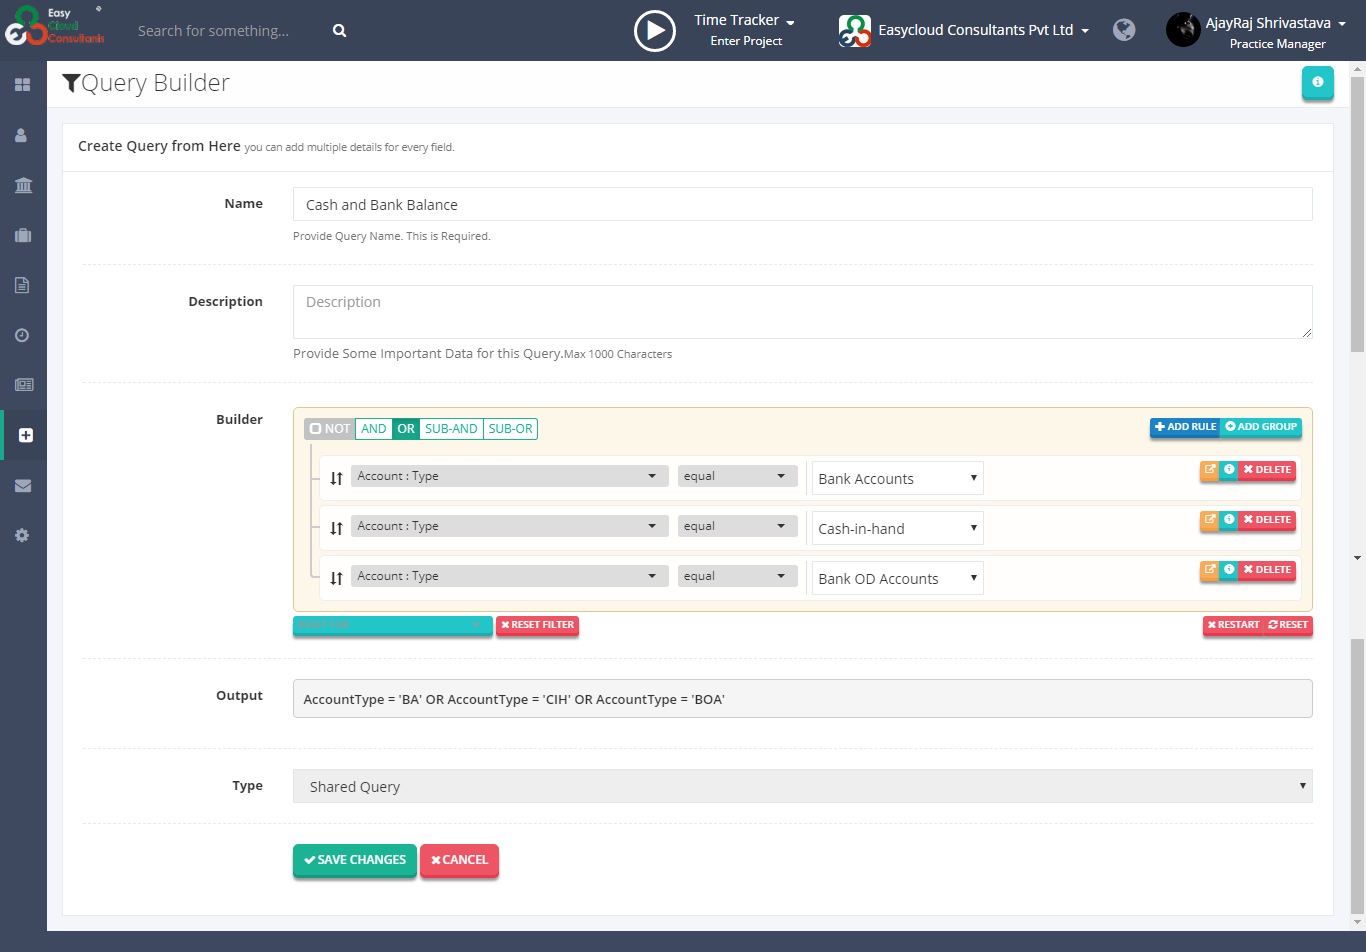 Easy
Cloud
Consultants
Search for something...
Time Tracker
Enter Project
Easycloud Consultants Pvt Ltd
AjayRaj Shrivastava
Practice Manager
Query Builder
Create Query from Here you can add multiple details for every field.
Name
Cash and Bank Balance
Provide Query Name. This is Required.
Description
Description
Provide Some Important Data for this Query.Max 1000 Characters
Builder
NOT AND OR SUB-AND SUB-OR
ADD RULE ADD GROUP
Account : Type equal Bank Accounts DELETE
Account : Type equal Cash-in-hand DELETE
Account : Type equal Bank OD Accounts DELETE
RESET FILTER
RESTART RESET
Output
AccountType = 'BA' OR AccountType = 'CIH' OR AccountType = 'BOA'
Type
Shared Query
SAVE CHANGES CANCEL